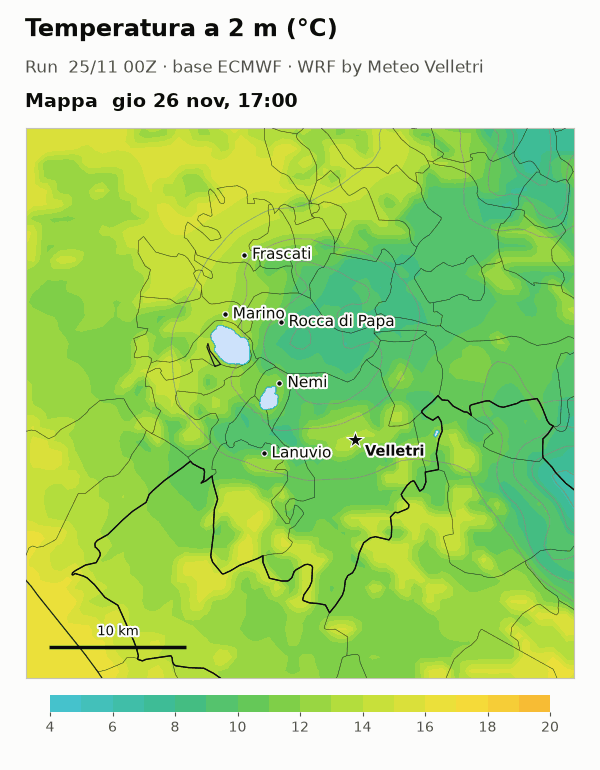 Temperatura a 2 m (°C)
Run  25/11 00Z · base ECMWF · WRF by Meteo Velletri
Mappa  gio 26 nov, 17:00
Frascati
Marino
Rocca di Papa
Nemi
Velletri
Lanuvio
10 km
4 6 8 10 12 14 16 18 20